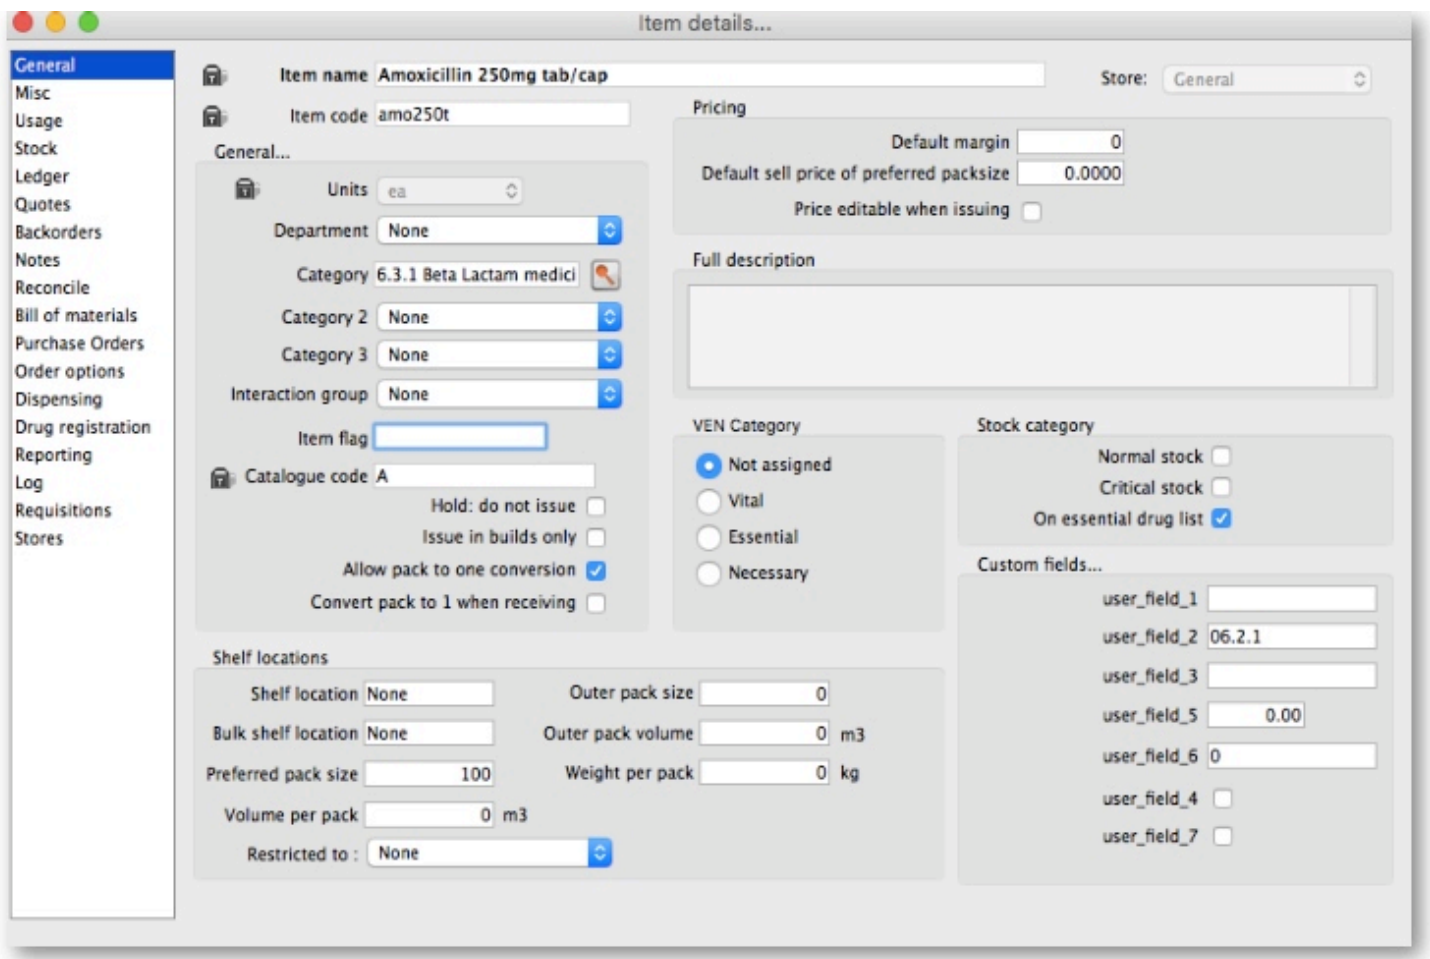 Item details...
General
Misc
Usage
Stock
Ledger
Quotes
Backorders
Notes
Reconcile
Bill of materials
Purchase Orders
Order options
Dispensing
Drug registration
Reporting
Log
Requisitions
Stores
Item name Amoxicillin 250mg tab/cap
Store: General
Item code amo250t
General...
Units ea
Department None
Category 6.3.1 Beta Lactam medici
Category 2 None
Category 3 None
Interaction group None
Item flag
Catalogue code A
Hold: do not issue
Issue in builds only
Allow pack to one conversion
Convert pack to 1 when receiving
Pricing
Default margin 0
Default sell price of preferred packsize 0.0000
Price editable when issuing
Full description
VEN Category
Not assigned
Vital
Essential
Necessary
Stock category
Normal stock
Critical stock
On essential drug list
Custom fields...
user_field_1
user_field_2 06.2.1
user_field_3
user_field_5 0.00
user_field_6 0
user_field_4
user_field_7
Shelf locations
Shelf location None
Outer pack size 0
Bulk shelf location None
Outer pack volume 0 m3
Preferred pack size 100
Weight per pack 0 kg
Volume per pack 0 m3
Restricted to : None